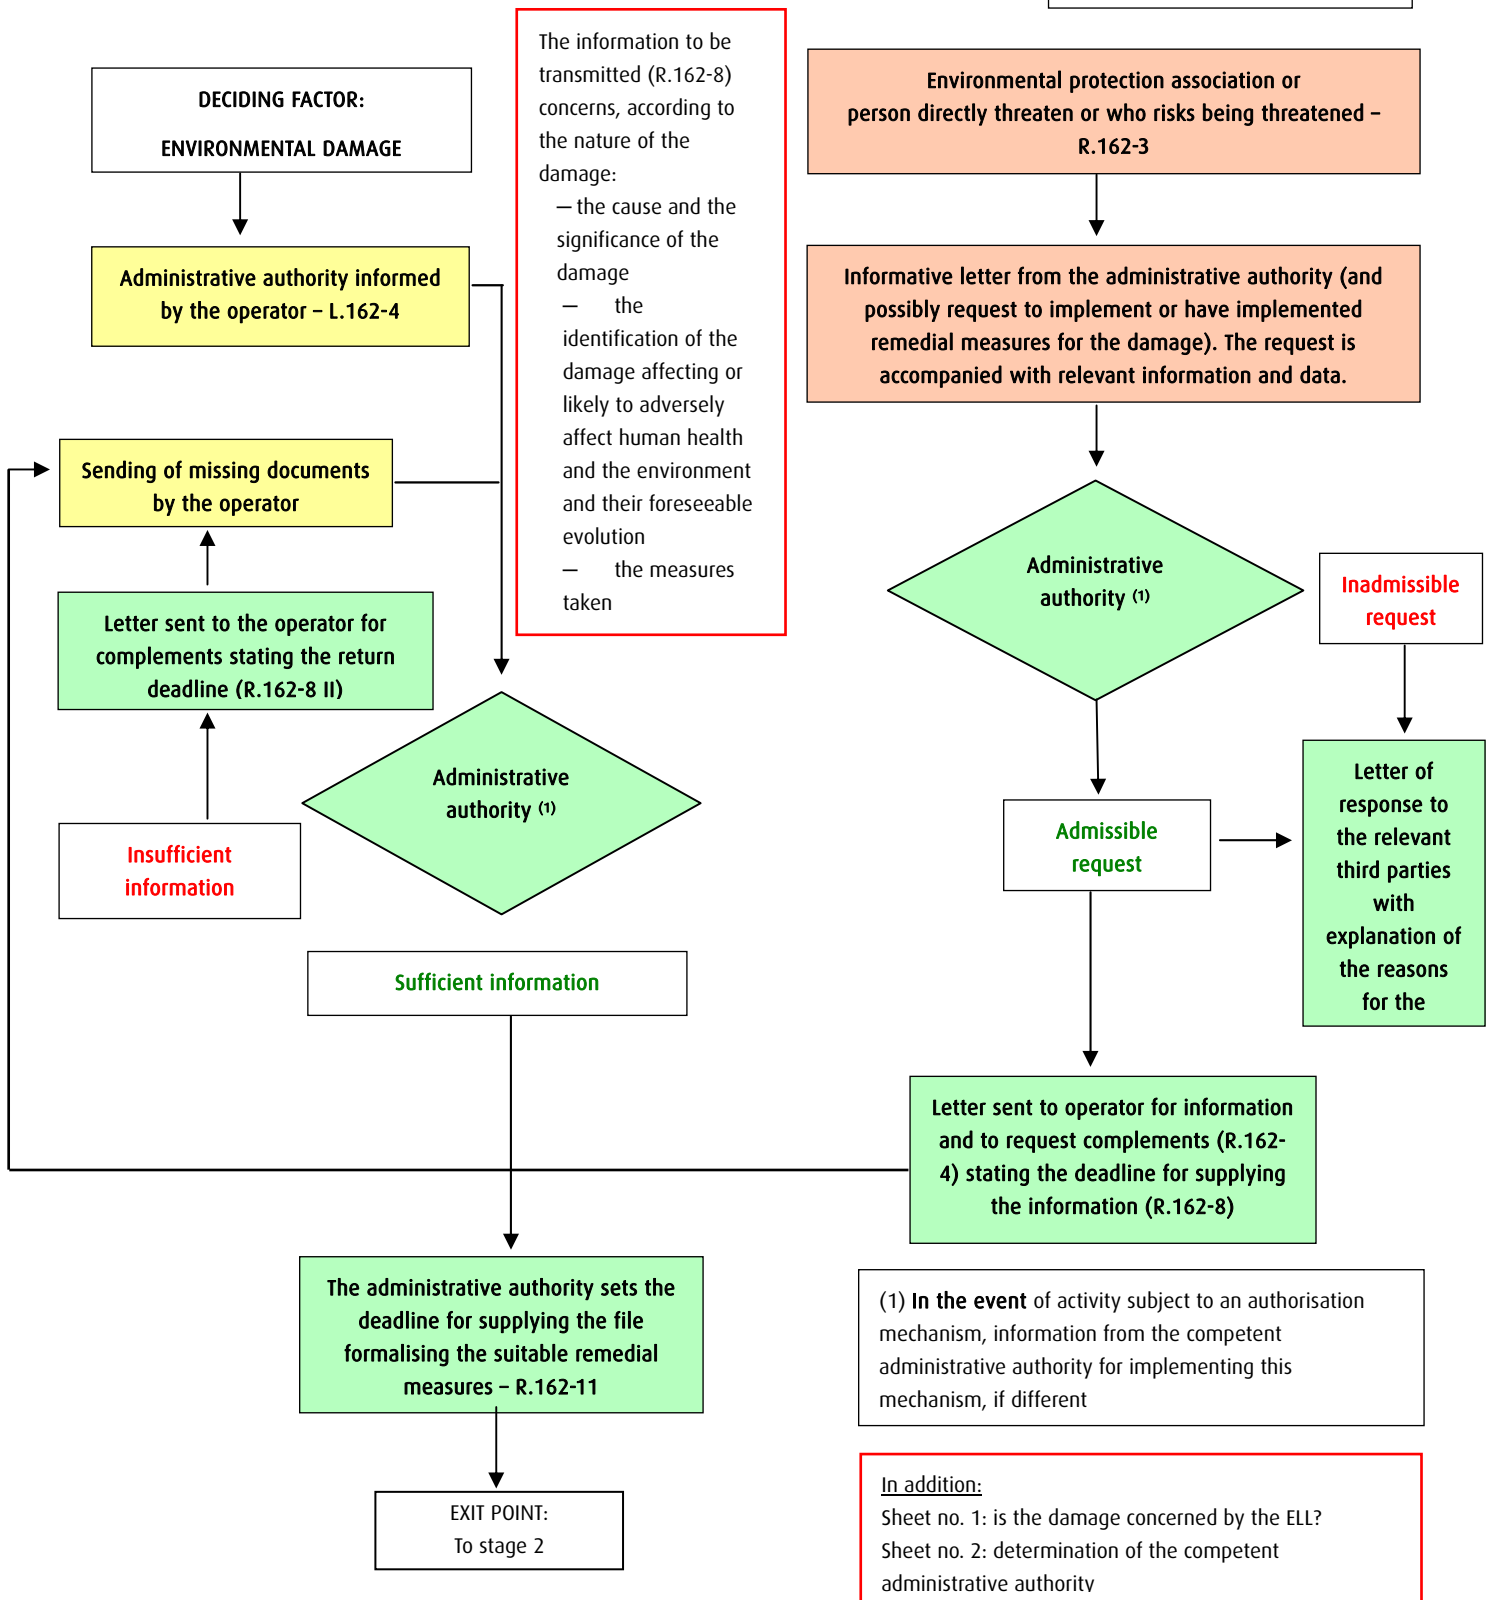 DECIDING FACTOR:
ENVIRONMENTAL DAMAGE
Administrative authority informed
by the operator – L.162-4
Sending of missing documents
by the operator
Letter sent to the operator for
complements stating the return
deadline (R.162-8 II)
Insufficient
information
The information to be
transmitted (R.162-8)
concerns, according to
the nature of the
damage:
— the cause and the
significance of the
damage
— the
identification of the
damage affecting or
likely to adversely
affect human health
and the environment
and their foreseeable
evolution
— the measures
taken
Administrative
authority (1)
Sufficient information
The administrative authority sets the
deadline for supplying the file
formalising the suitable remedial
measures – R.162-11
EXIT POINT:
To stage 2
Environmental protection association or
person directly threaten or who risks being threatened –
R.162-3
Informative letter from the administrative authority (and
possibly request to implement or have implemented
remedial measures for the damage). The request is
accompanied with relevant information and data.
Administrative
authority (1)
Inadmissible
request
Admissible
request
Letter of
response to
the relevant
third parties
with
explanation of
the reasons
for the
Letter sent to operator for information
and to request complements (R.162-
4) stating the deadline for supplying
the information (R.162-8)
(1) In the event of activity subject to an authorisation
mechanism, information from the competent
administrative authority for implementing this
mechanism, if different
In addition:
Sheet no. 1: is the damage concerned by the ELL?
Sheet no. 2: determination of the competent
administrative authority